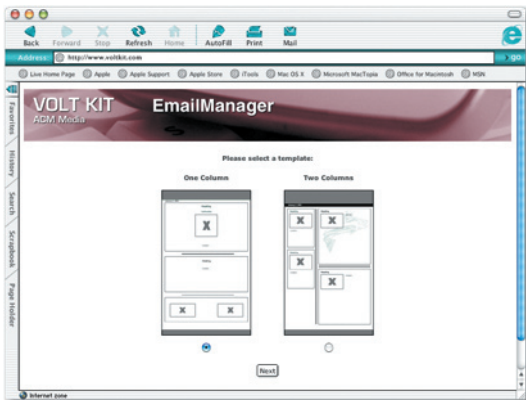 Back Forward Stop Refresh Home AutoFill Print Mail
Address: http://www.voltkit.com go
Live Home Page Apple Apple Support Apple Store iTools Mac OS X Microsoft MacTopia Office for Macintosh MSN
Favorites
History
Search
Scrapbook
Page Holder
VOLT KIT EmailManager
AGM Media
Please select a template:
One Column Two Columns
X
X
X
X
X
X X
Next
Internet zone